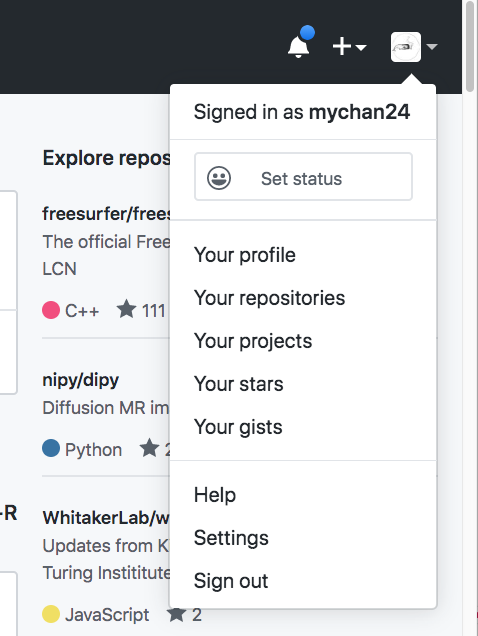 Signed in as mychan24
Set status
Your profile
Your repositories
Your projects
Your stars
Your gists
Help
Settings
Sign out
Explore repos
freesurfer/frees
The official Free
LCN
C++ 111
nipy/dipy
Diffusion MR im
Python 2
-R
WhitakerLab/w
Updates from K
Turing Instititute
JavaScript 2